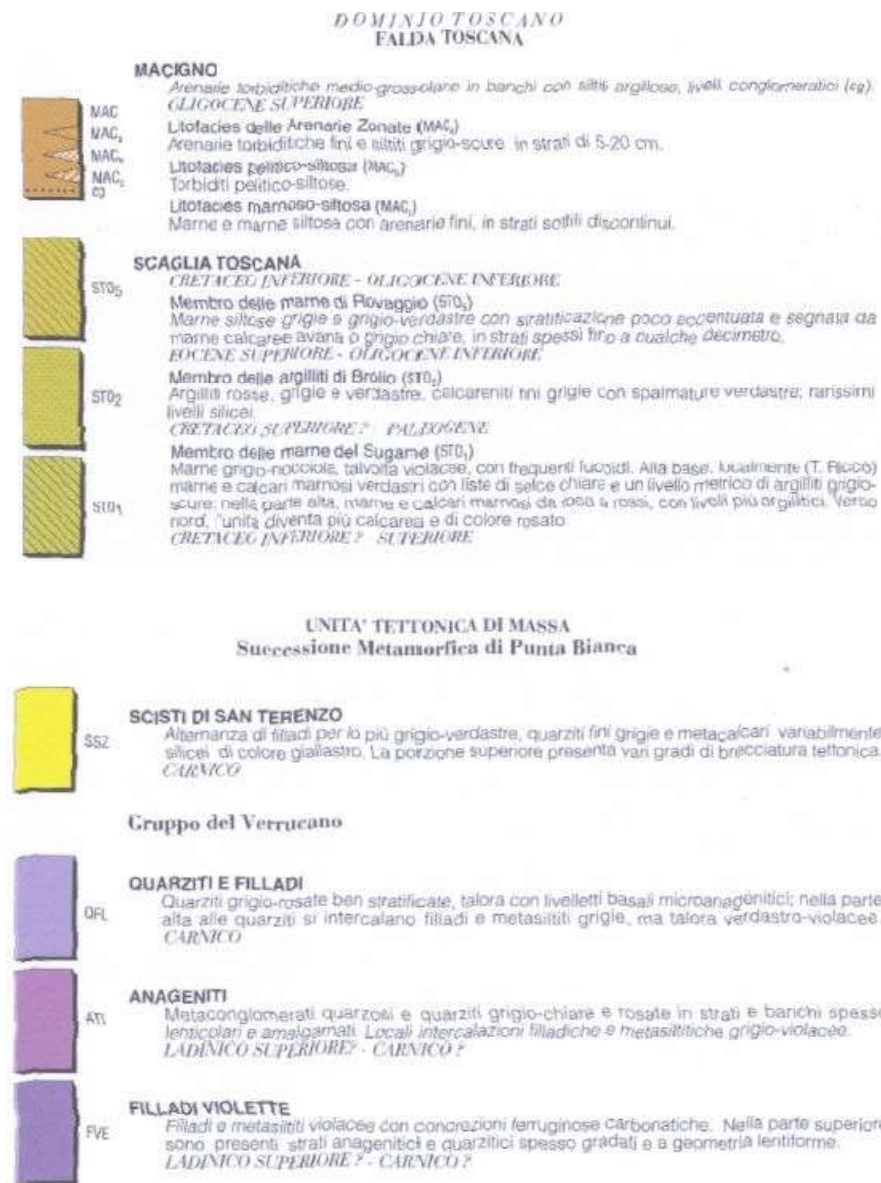 DOMINIO TOSCANO
FALDA TOSCANA
MACIGNO
Arenarie torbiditiche medio-grossolane in banchi con siltiti argillose, livelli conglomeratici (cg).
OLIGOCENE SUPERIORE
MAC
Litofacies delle Arenarie Zonate (MACa)
MACa
Arenarie torbiditiche fini e siltiti grigio-scure in strati di 5-20 cm.
MACb
Litofacies pelitico-siltosa (MACb)
MACc
Torbiditi pelitico-siltose.
cg
Litofacies marnoso-siltosa (MACc)
Marne e marne siltose con arenarie fini, in strati sottili discontinui.
SCAGLIA TOSCANA
CRETACEO INFERIORE - OLIGOCENE INFERIORE
STO5
Membro delle marne di Rovaggio (STO5)
Marne siltose grigie e grigio-verdastre con stratificazione poco accentuata e segnata da
marne calcaree avana o grigio chiare, in strati spessi fino a qualche decimetro.
EOCENE SUPERIORE - OLIGOCENE INFERIORE
Membro delle argilliti di Brolio (STO2)
STO2
Argilliti rosse, grigie e verdastre, calcareniti fini grigie con spalmature verdastre; rarissimi
livelli silicei.
CRETACEO SUPERIORE ? - PALEOGENE
Membro delle marne del Sugame (STO1)
Marne grigio-nocciola, talvolta violacee, con frequenti fucoidi. Alla base, localmente (T. Riccò)
marne e calcari marnosi verdastri con liste di selce chiare e un livello metrico di argilliti grigio-
STO1
scure; nella parte alta, marne e calcari marnosi da rosa a rossi, con livelli più argillitici. Verso
nord, l'unità diventa più calcarea e di colore rosato.
CRETACEO INFERIORE ? - SUPERIORE
UNITA' TETTONICA DI MASSA
Successione Metamorfica di Punta Bianca
SCISTI DI SAN TERENZO
SSZ
Alternanza di filladi per lo più grigio-verdastre, quarziti fini grigie e metacalcari variabilmente
silicei di colore giallastro. La porzione superiore presenta vari gradi di brecciatura tettonica.
CARNICO
Gruppo del Verrucano
QUARZITI E FILLADI
QFL
Quarziti grigio-rosate ben stratificate, talora con livelletti basali microanagenitici; nella parte
alta alle quarziti si intercalano filladi e metasiltiti grigie, ma talora verdastro-violacee.
CARNICO
ANAGENITI
Metaconglomerati quarzosi e quarziti grigio-chiare e rosate in strati e banchi spesso
lenticolari e amalgamati. Locali intercalazioni filladiche e metasiltitiche grigio-violacee.
LADINICO SUPERIORE? - CARNICO ?
FILLADI VIOLETTE
FVE
Filladi e metasiltiti violacee con concrezioni ferruginose carbonatiche. Nella parte superiore
sono presenti strati anagenitici e quarzitici spesso gradati e a geometria lentiforme.
LADINICO SUPERIORE ? - CARNICO ?